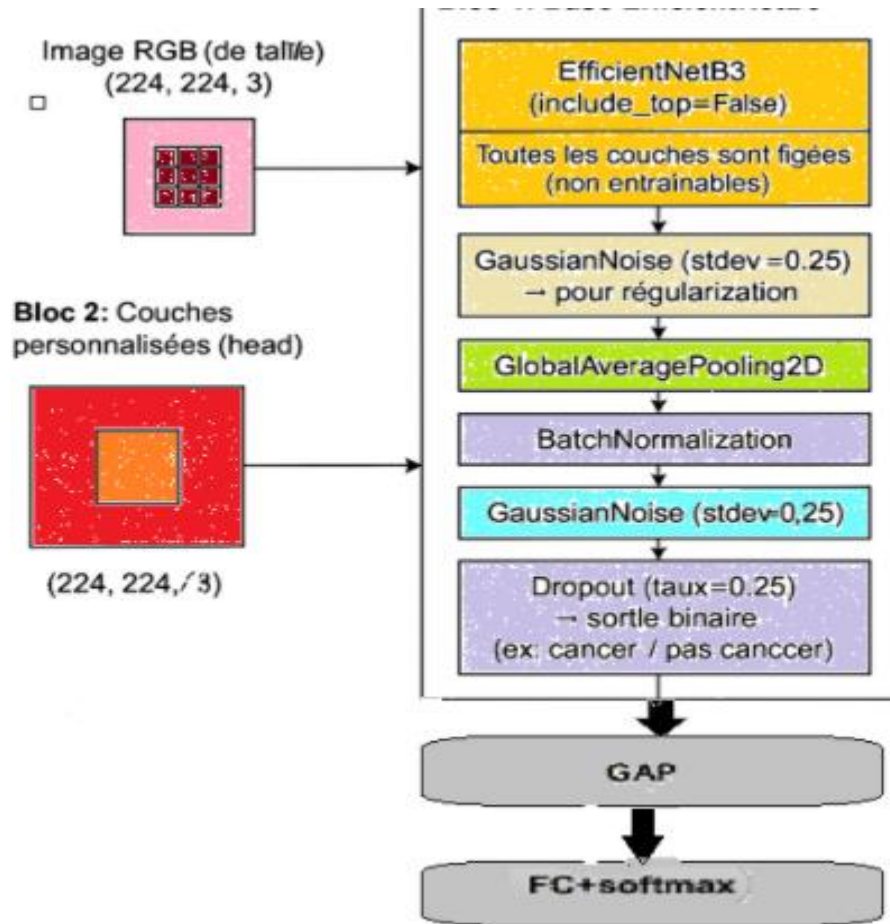 Image RGB (de taille)
(224, 224, 3)
Bloc 2: Couches
personnalisées (head)
(224, 224, 3)
EfficientNetB3
(include_top=False)
Toutes les couches sont figées
(non entraînables)
GaussianNoise (stdev=0.25)
→ pour régularization
GlobalAveragePooling2D
BatchNormalization
GaussianNoise (stdev=0,25)
Dropout (taux=0.25)
→ sortle binaire
(ex: cancer / pas canccer)
GAP
FC+softmax